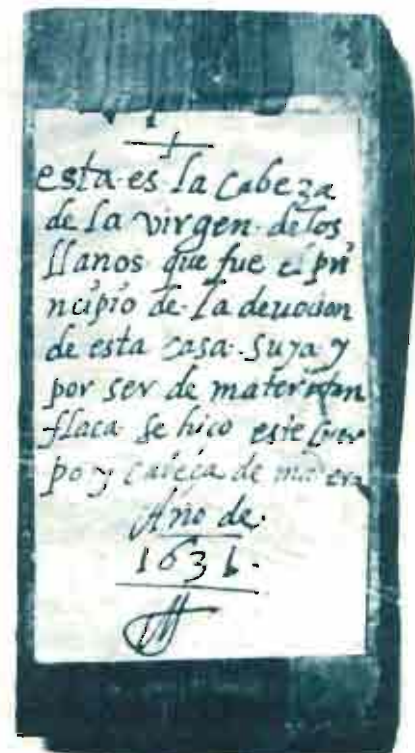 esta es la cabeza
de la virgen de los
llanos que fue el pri
ncipio de la deuocion
de esta casa suya y
por ser de materia tan
flaca se hiço este cuer
po y cabeça de madera
Año de
1631.